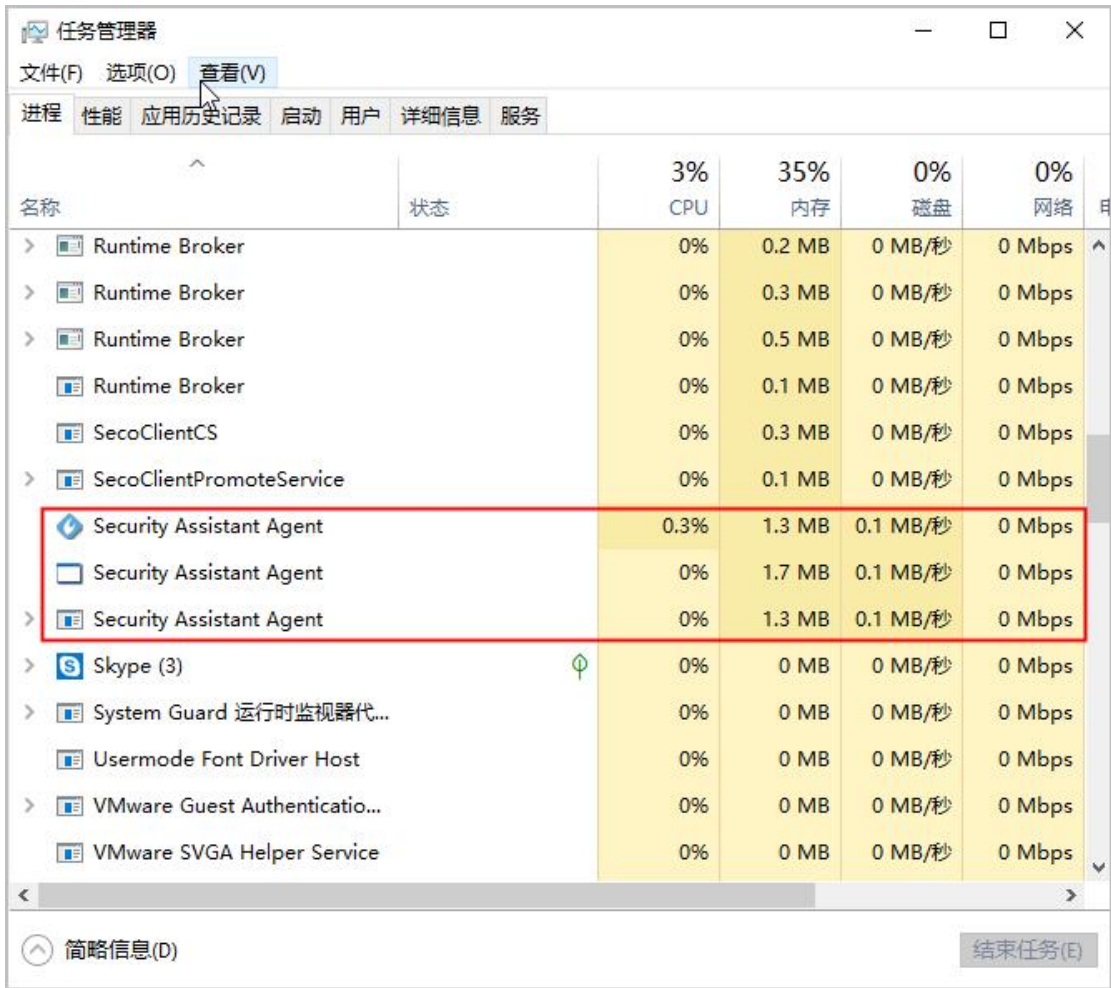 任务管理器
文件(F) 选项(O) 查看(V)
进程 性能 应用历史记录 启动 用户 详细信息 服务
3% 35% 0% 0%
名称 状态 CPU 内存 磁盘 网络
Runtime Broker 0% 0.2 MB 0 MB/秒 0 Mbps
Runtime Broker 0% 0.3 MB 0 MB/秒 0 Mbps
Runtime Broker 0% 0.5 MB 0 MB/秒 0 Mbps
Runtime Broker 0% 0.1 MB 0 MB/秒 0 Mbps
SecoClientCS 0% 0.3 MB 0 MB/秒 0 Mbps
SecoClientPromoteService 0% 0.1 MB 0 MB/秒 0 Mbps
Security Assistant Agent 0.3% 1.3 MB 0.1 MB/秒 0 Mbps
Security Assistant Agent 0% 1.7 MB 0.1 MB/秒 0 Mbps
Security Assistant Agent 0% 1.3 MB 0.1 MB/秒 0 Mbps
Skype (3) 0% 0 MB 0 MB/秒 0 Mbps
System Guard 运行时监视器代... 0% 0 MB 0 MB/秒 0 Mbps
Usermode Font Driver Host 0% 0 MB 0 MB/秒 0 Mbps
VMware Guest Authenticatio... 0% 0 MB 0 MB/秒 0 Mbps
VMware SVGA Helper Service 0% 0 MB 0 MB/秒 0 Mbps
简略信息(D) 结束任务(E)